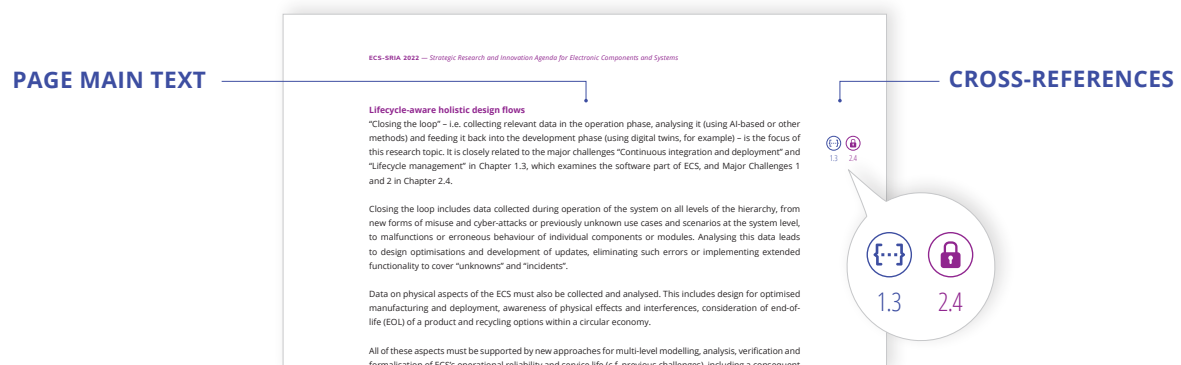 ECS-SRIA 2022 — Strategic Research and Innovation Agenda for Electronic Components and Systems
PAGE MAIN TEXT
CROSS-REFERENCES
Lifecycle-aware holistic design flows
“Closing the loop” – i.e. collecting relevant data in the operation phase, analysing it (using AI-based or other
methods) and feeding it back into the development phase (using digital twins, for example) – is the focus of
this research topic. It is closely related to the major challenges “Continuous integration and deployment” and
“Lifecycle management” in Chapter 1.3, which examines the software part of ECS, and Major Challenges 1
and 2 in Chapter 2.4.
1.3 2.4
Closing the loop includes data collected during operation of the system on all levels of the hierarchy, from
new forms of misuse and cyber-attacks or previously unknown use cases and scenarios at the system level,
to malfunctions or erroneous behaviour of individual components or modules. Analysing this data leads
to design optimisations and development of updates, eliminating such errors or implementing extended
functionality to cover “unknowns” and “incidents”.
{···}
1.3 2.4
Data on physical aspects of the ECS must also be collected and analysed. This includes design for optimised
manufacturing and deployment, awareness of physical effects and interferences, consideration of end-of-
life (EOL) of a product and recycling options within a circular economy.
All of these aspects must be supported by new approaches for multi-level modelling, analysis, verification and
formalisation of ECS's operational reliability and service life (c.f. previous challenges), including a consequent